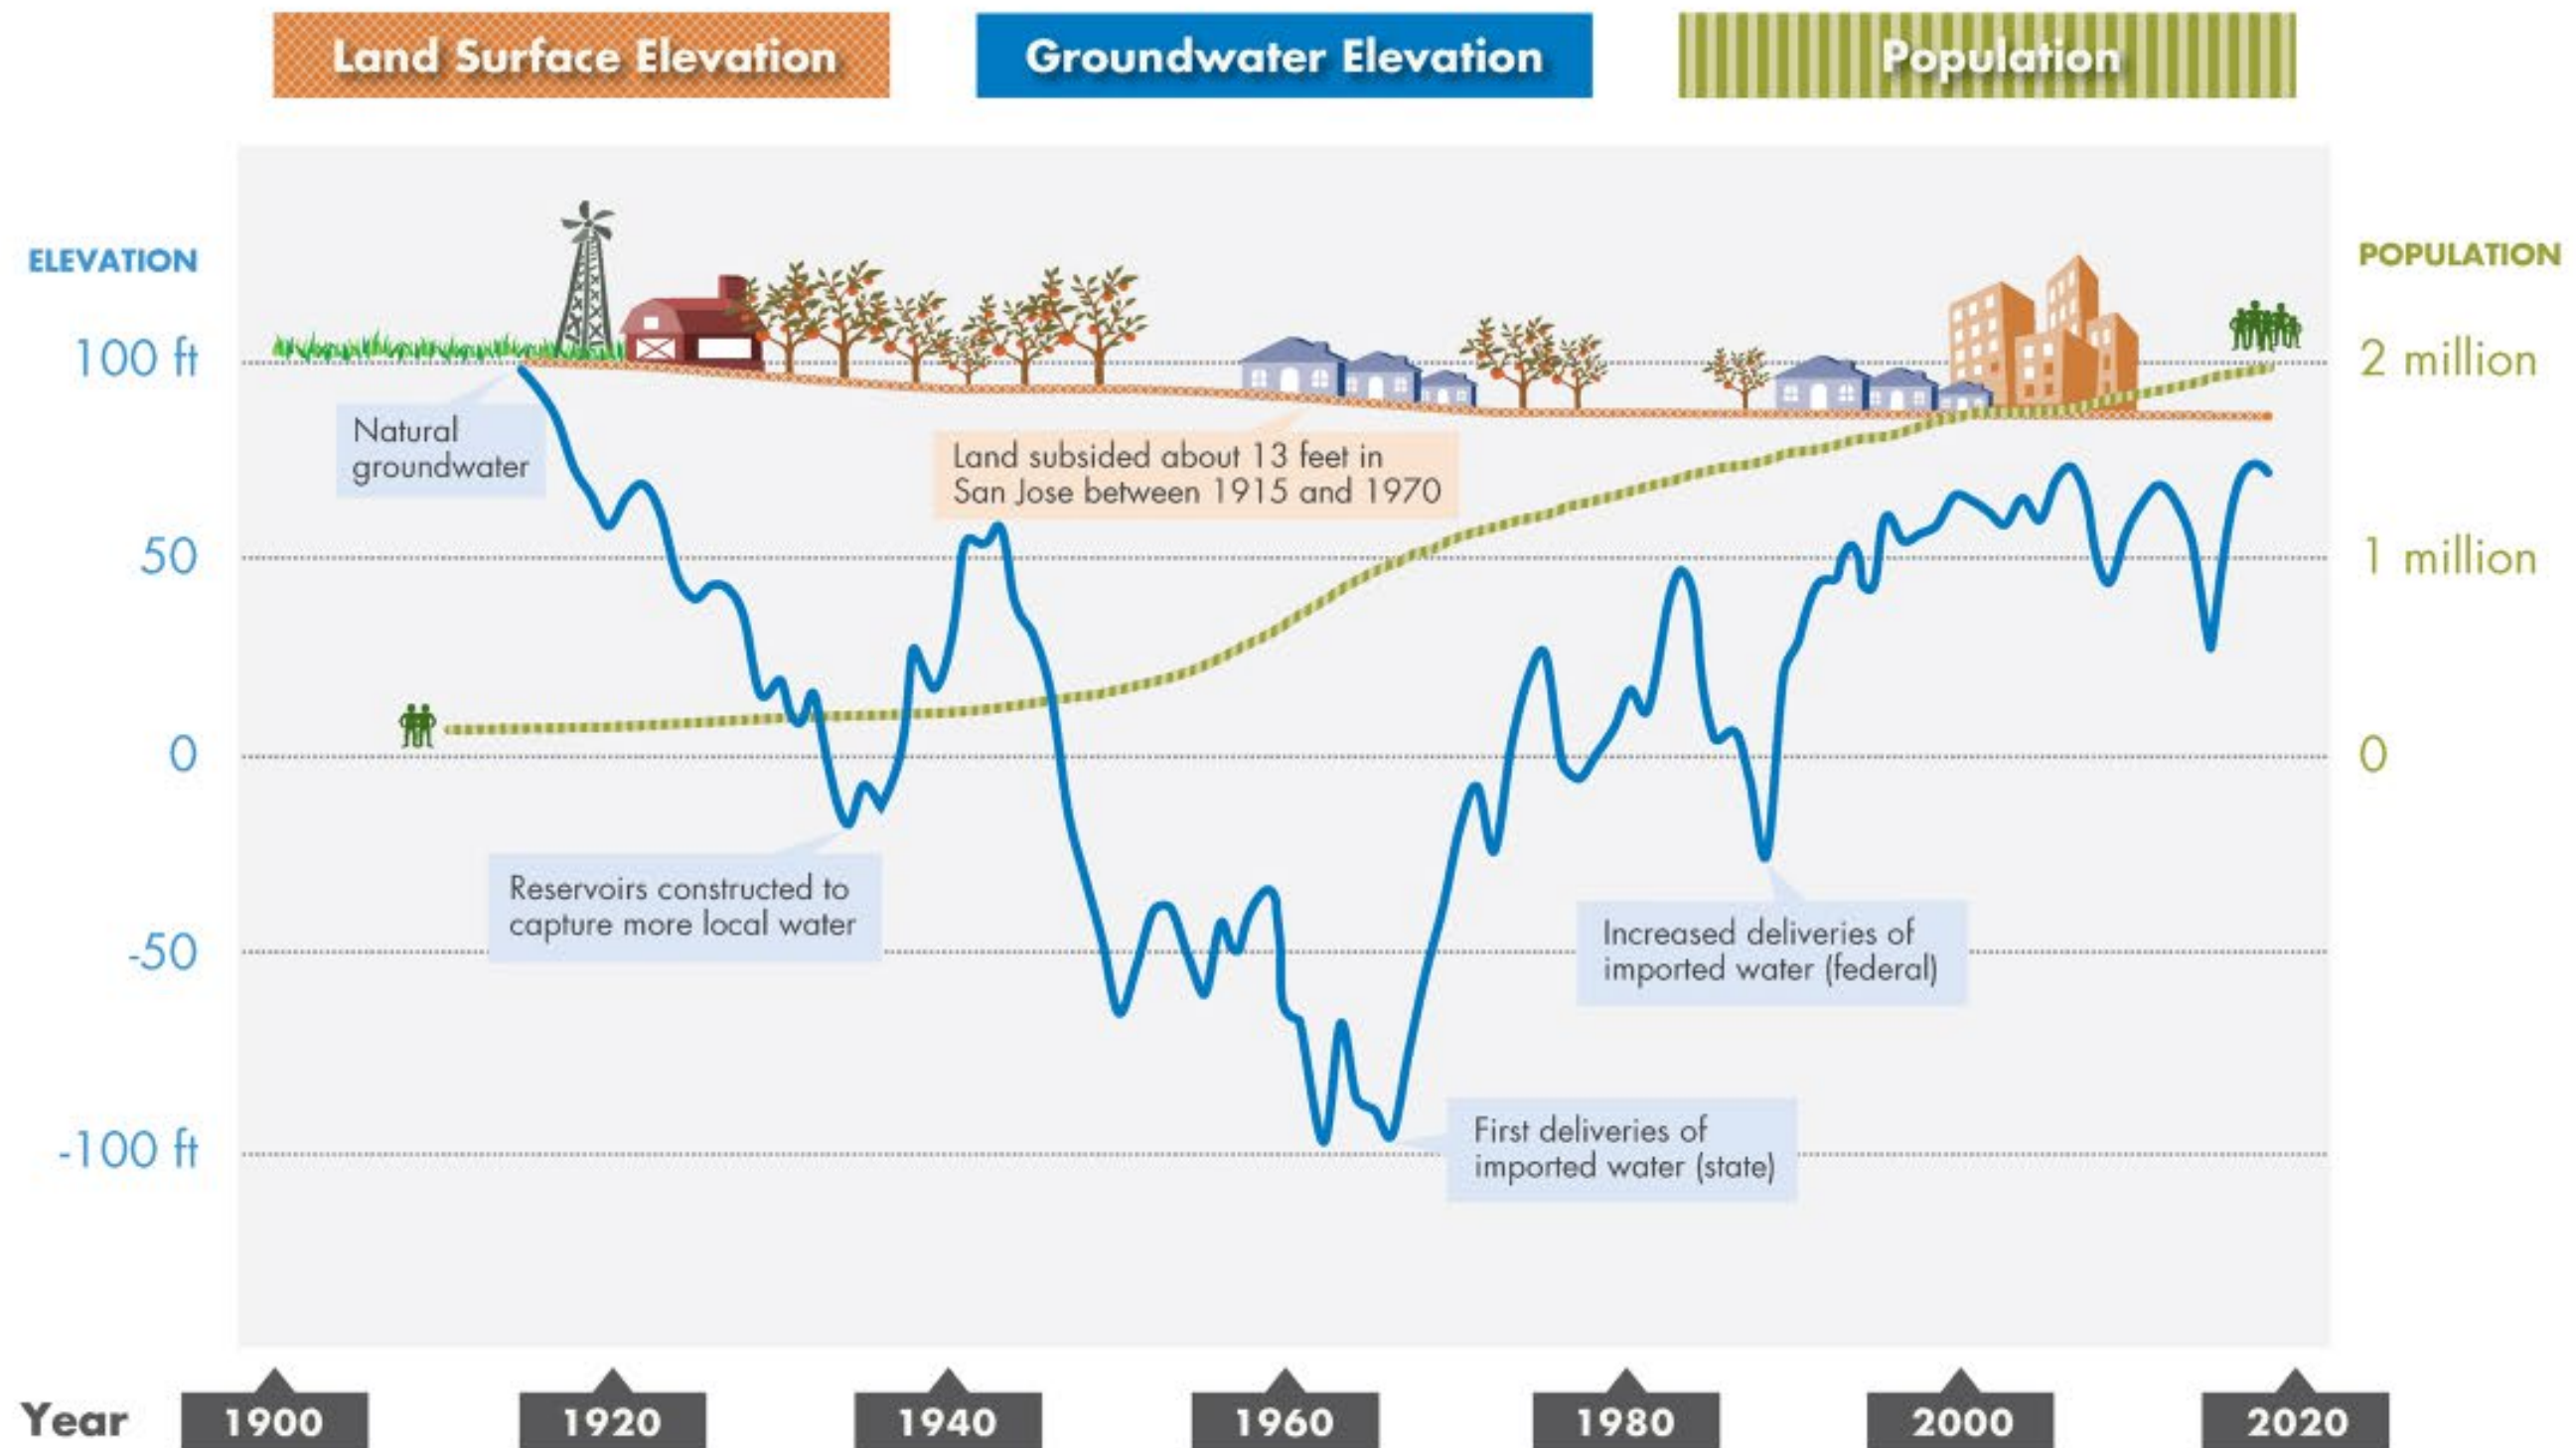 Land Surface Elevation
Groundwater Elevation
Population
ELEVATION
POPULATION
100 ft
2 million
Natural
groundwater
Land subsided about 13 feet in
San Jose between 1915 and 1970
50
1 million
0
0
Reservoirs constructed to
capture more local water
-50
Increased deliveries of
imported water (federal)
-100 ft
First deliveries of
imported water (state)
Year
1900
1920
1940
1960
1980
2000
2020